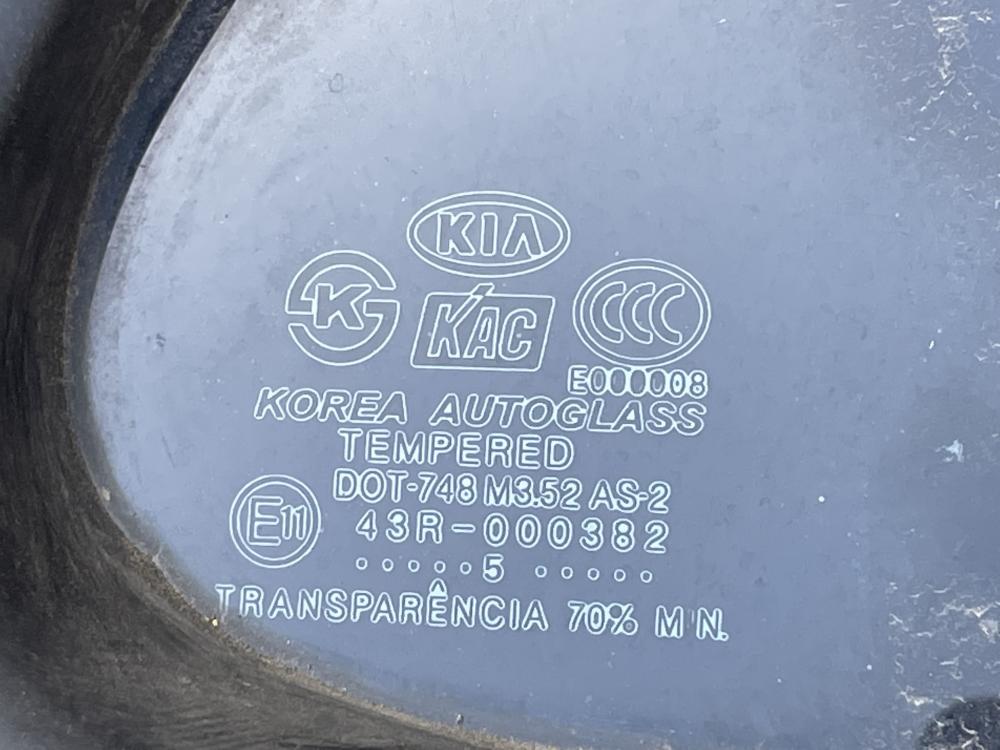 KIA
K
KAC
CCC
E000008
KOREA AUTOGLASS
TEMPERED
DOT-748 M3.52 AS-2
E11
43R-000382
.....5 .....
TRANSPARÊNCIA 70% M N.